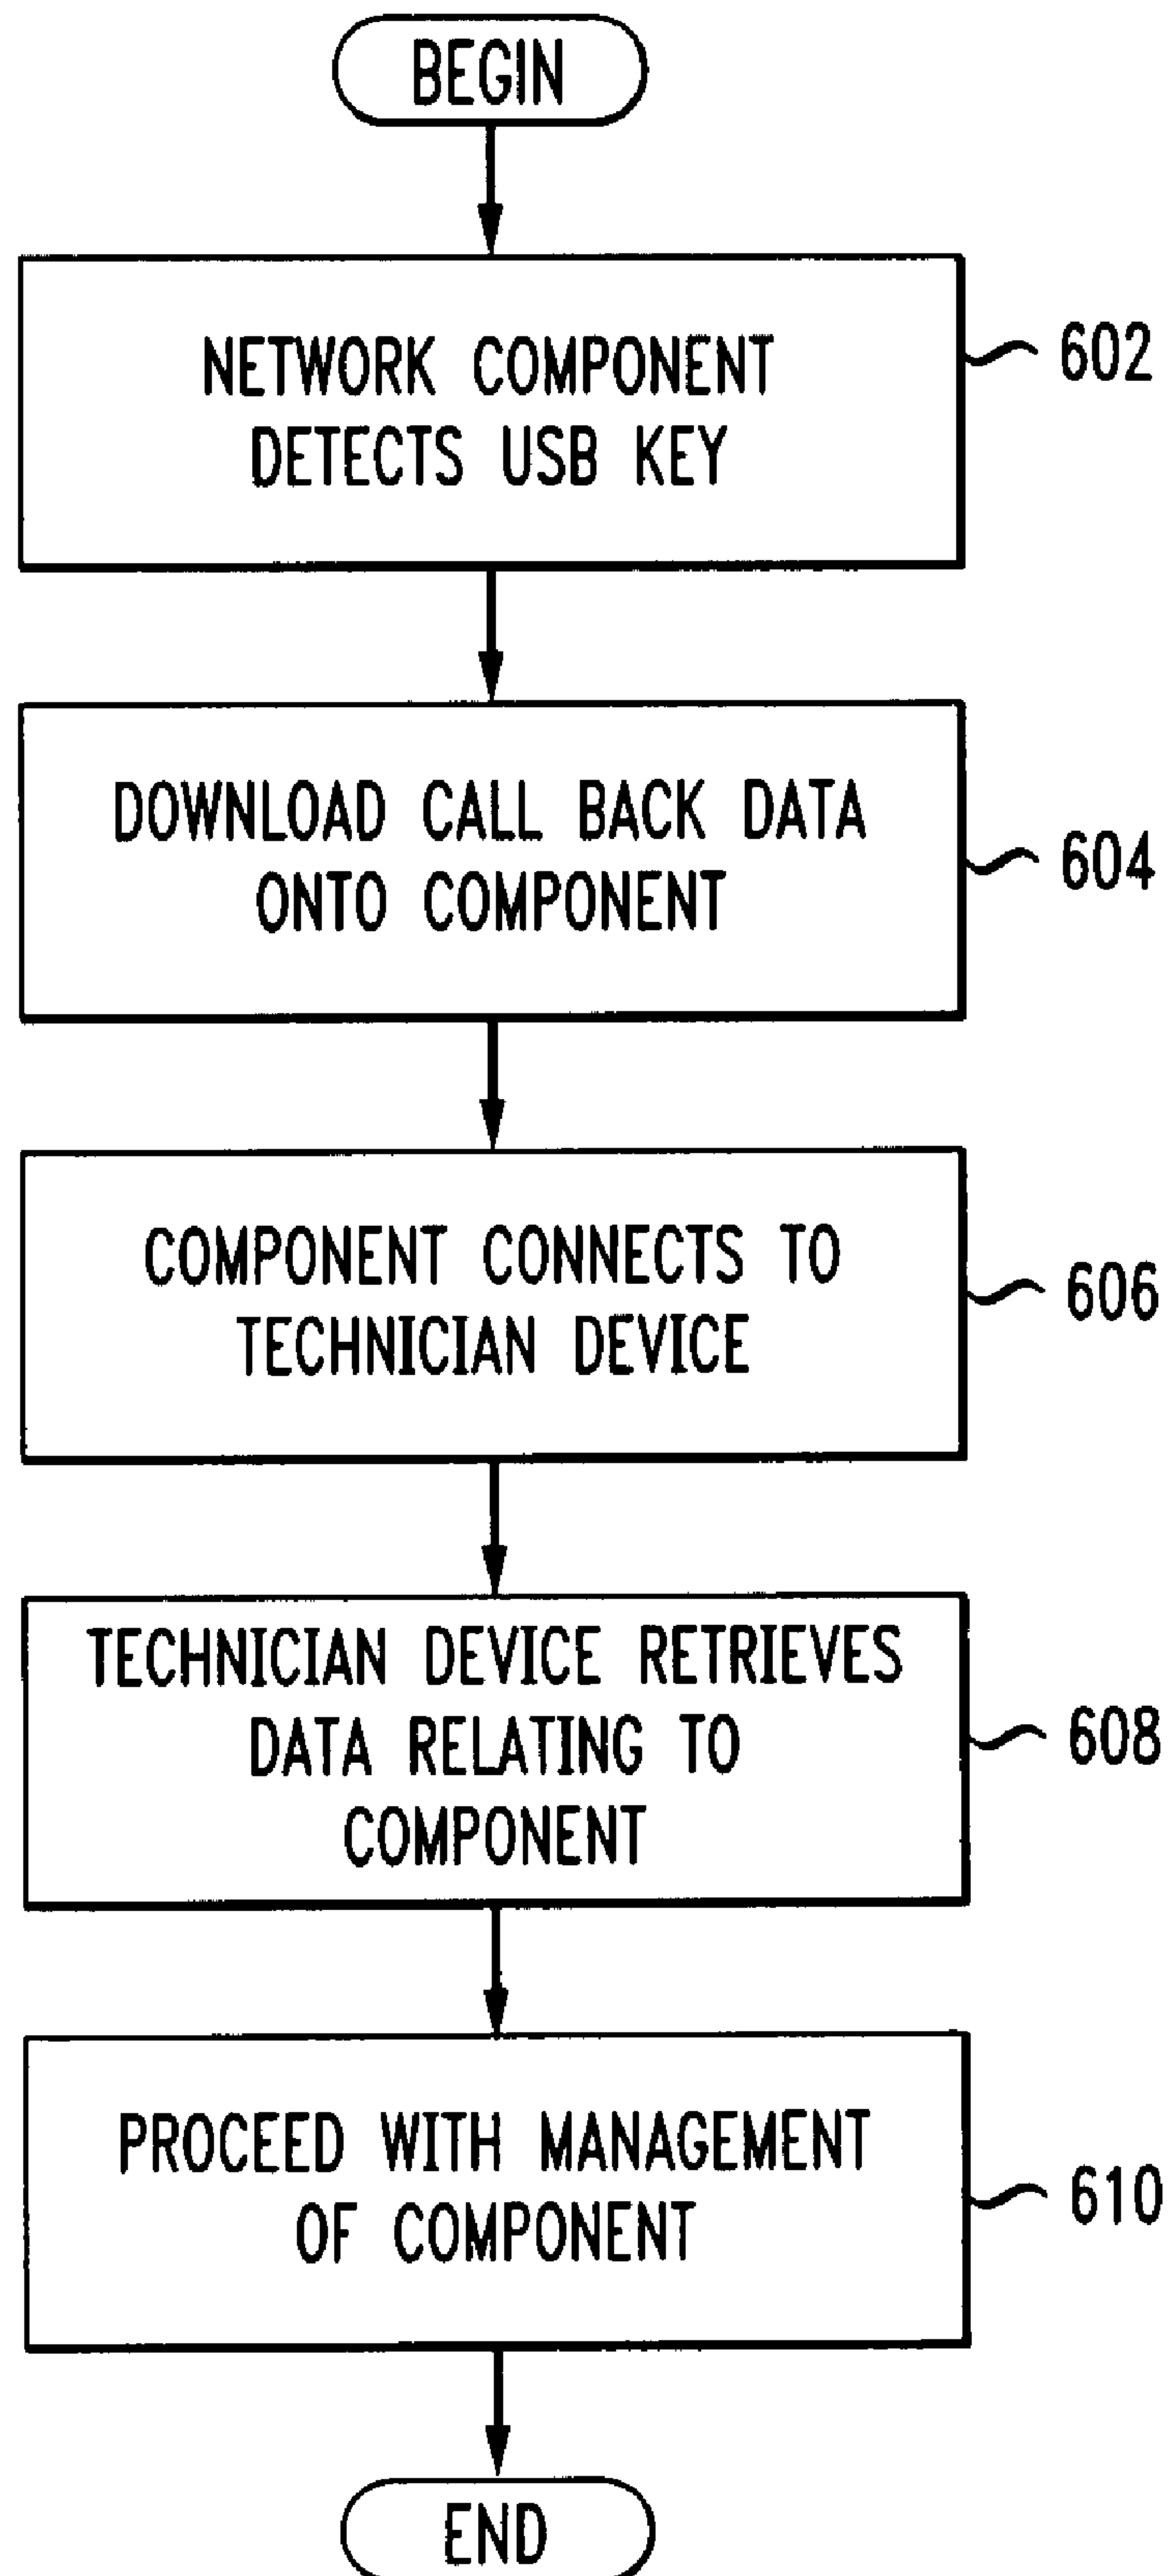 BEGIN
NETWORK COMPONENT
DETECTS USB KEY
602
DOWNLOAD CALL BACK DATA
ONTO COMPONENT
604
COMPONENT CONNECTS TO
TECHNICIAN DEVICE
606
TECHNICIAN DEVICE RETRIEVES
DATA RELATING TO
COMPONENT
608
PROCEED WITH MANAGEMENT
OF COMPONENT
610
END